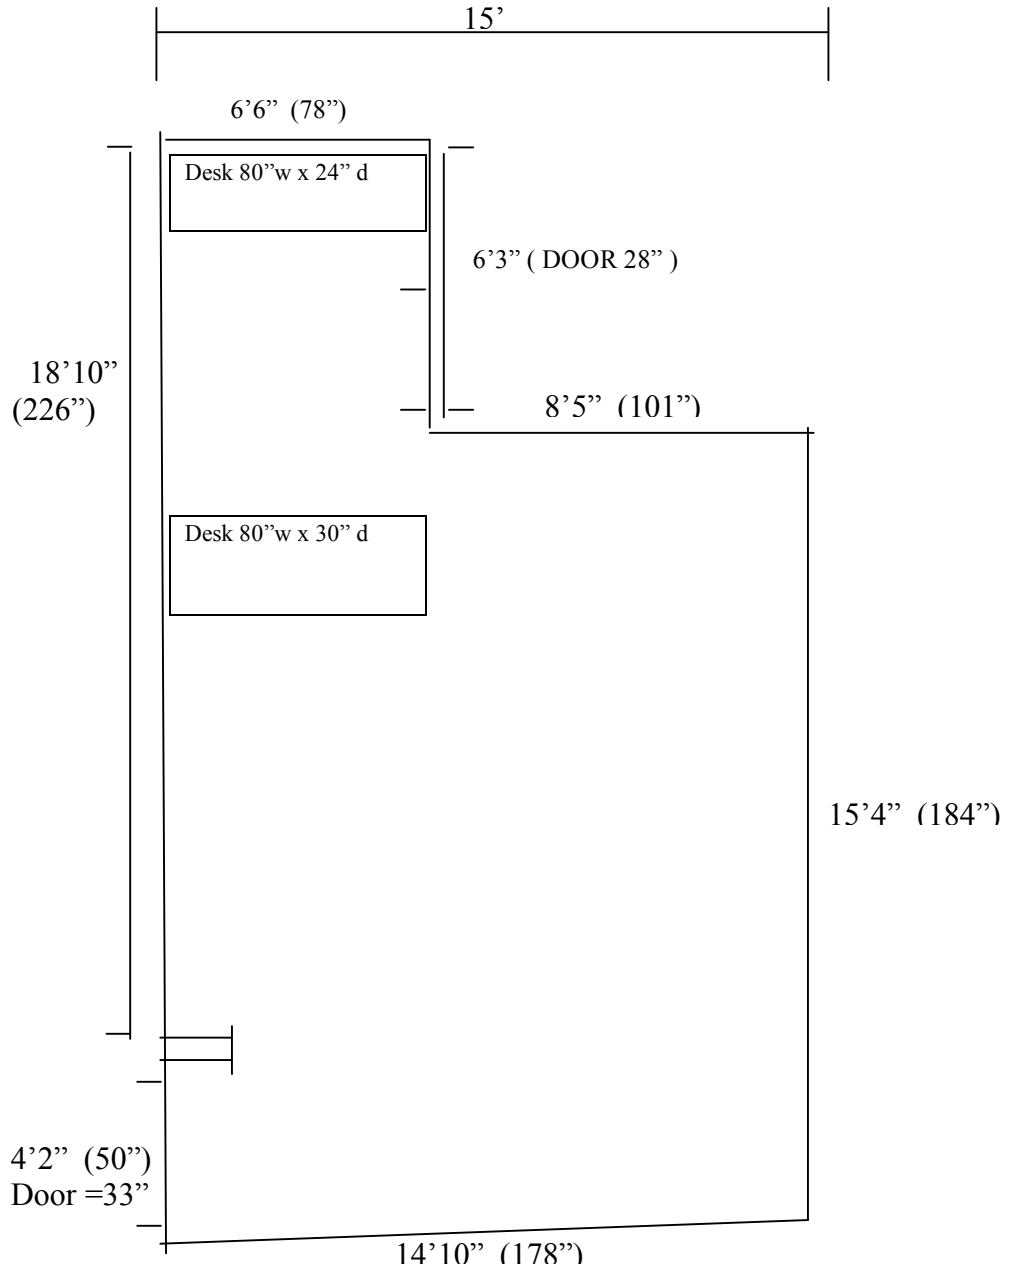 15’
6’6” (78”)
Desk 80”w x 24” d
6’3” ( DOOR 28” )
18’10”
(226”)
8’5” (101”)
Desk 80”w x 30” d
15’4” (184”)
4’2” (50”)
Door =33”
14’10” (178”)